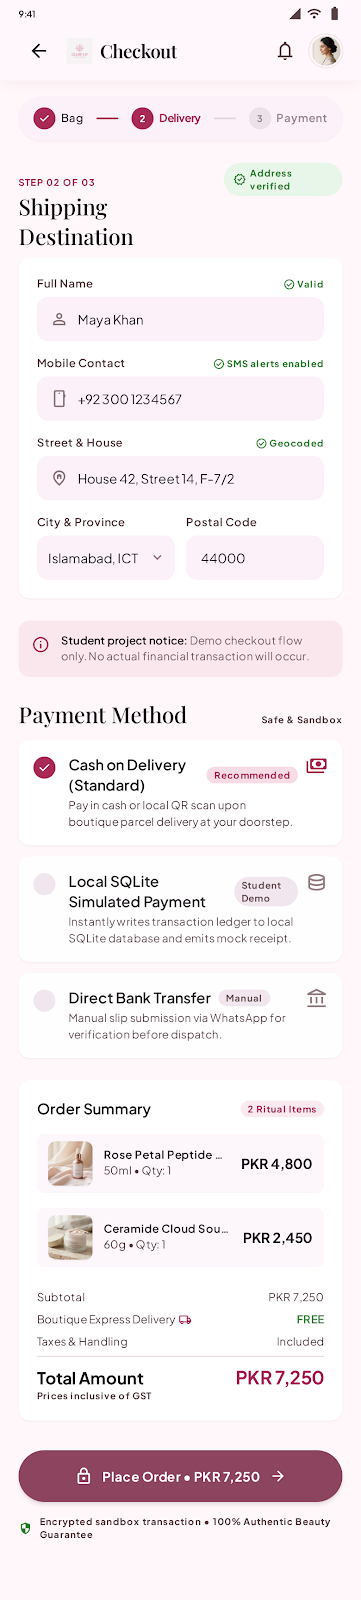 9:41
Checkout
Bag
2 Delivery
3 Payment
STEP 02 OF 03
Address
verified
Shipping
Destination
Full Name
Valid
Maya Khan
Mobile Contact
SMS alerts enabled
+92 300 1234567
Street & House
Geocoded
House 42, Street 14, F-7/2
City & Province
Postal Code
Islamabad, ICT
44000
Student project notice: Demo checkout flow
only. No actual financial transaction will occur.
Payment Method
Safe & Sandbox
Cash on Delivery
(Standard)
Recommended
Pay in cash or local QR scan upon
boutique parcel delivery at your doorstep.
Local SQLite
Simulated Payment
Student
Demo
Instantly writes transaction ledger to local
SQLite database and emits mock receipt.
Direct Bank Transfer
Manual
Manual slip submission via WhatsApp for
verification before dispatch.
Order Summary
2 Ritual Items
Rose Petal Peptide ...
50ml • Qty: 1
PKR 4,800
Ceramide Cloud Sou...
60g • Qty: 1
PKR 2,450
Subtotal
PKR 7,250
Boutique Express Delivery
FREE
Taxes & Handling
Included
Total Amount
PKR 7,250
Prices inclusive of GST
Place Order • PKR 7,250
Encrypted sandbox transaction • 100% Authentic Beauty
Guarantee